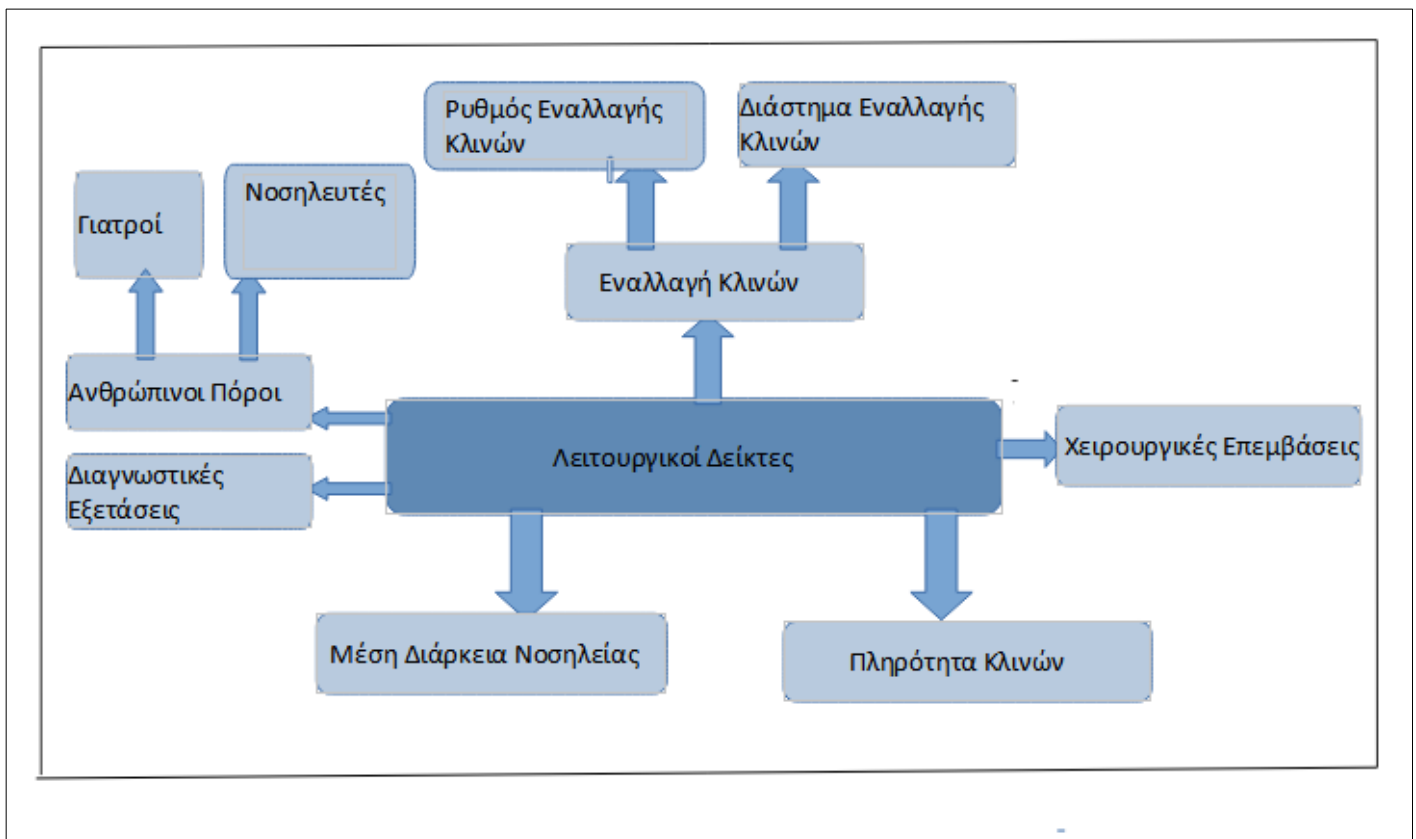 Ρυθμός Εναλλαγής
Κλινών
Διάστημα Εναλλαγής
Κλινών
Γιατροί
Νοσηλευτές
Εναλλαγή Κλινών
Ανθρώπινοι Πόροι
Διαγνωστικές
Εξετάσεις
Λειτουργικοί Δείκτες
Χειρουργικές Επεμβάσεις
Μέση Διάρκεια Νοσηλείας
Πληρότητα Κλινών